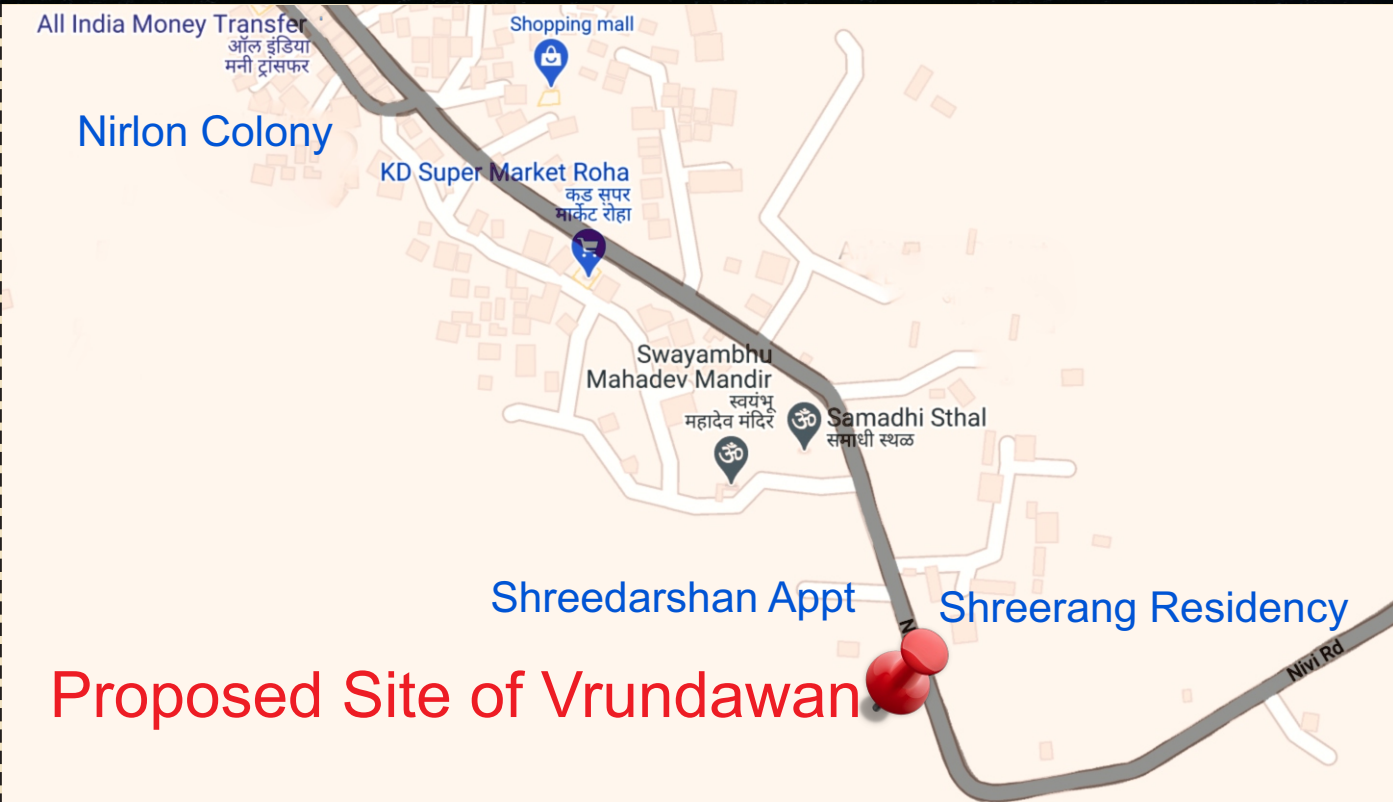 All India Money Transfer
ऑल इंडिया
मनी ट्रांसफर
Shopping mall
Nirlon Colony
KD Super Market Roha
कड सुपर
मार्केट रोहा
Swayambhu
Mahadev Mandir
स्वयंभू
महादेव मंदिर
Samadhi Sthal
समाधी स्थळ
Shreedarshan Appt
Shreerang Residency
Nivi Rd
Proposed Site of Vrundawan